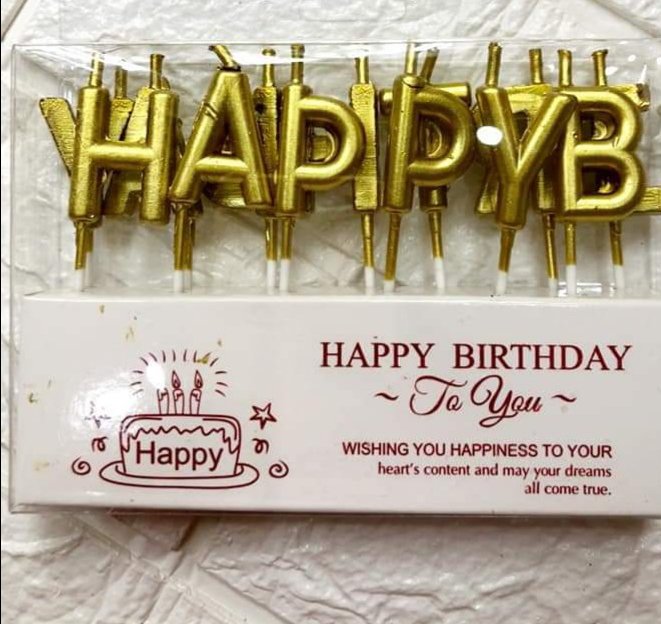 HAPPYB
HAPPY BIRTHDAY
~ To You ~
Happy
WISHING YOU HAPPINESS TO YOUR
heart's content and may your dreams
all come true.